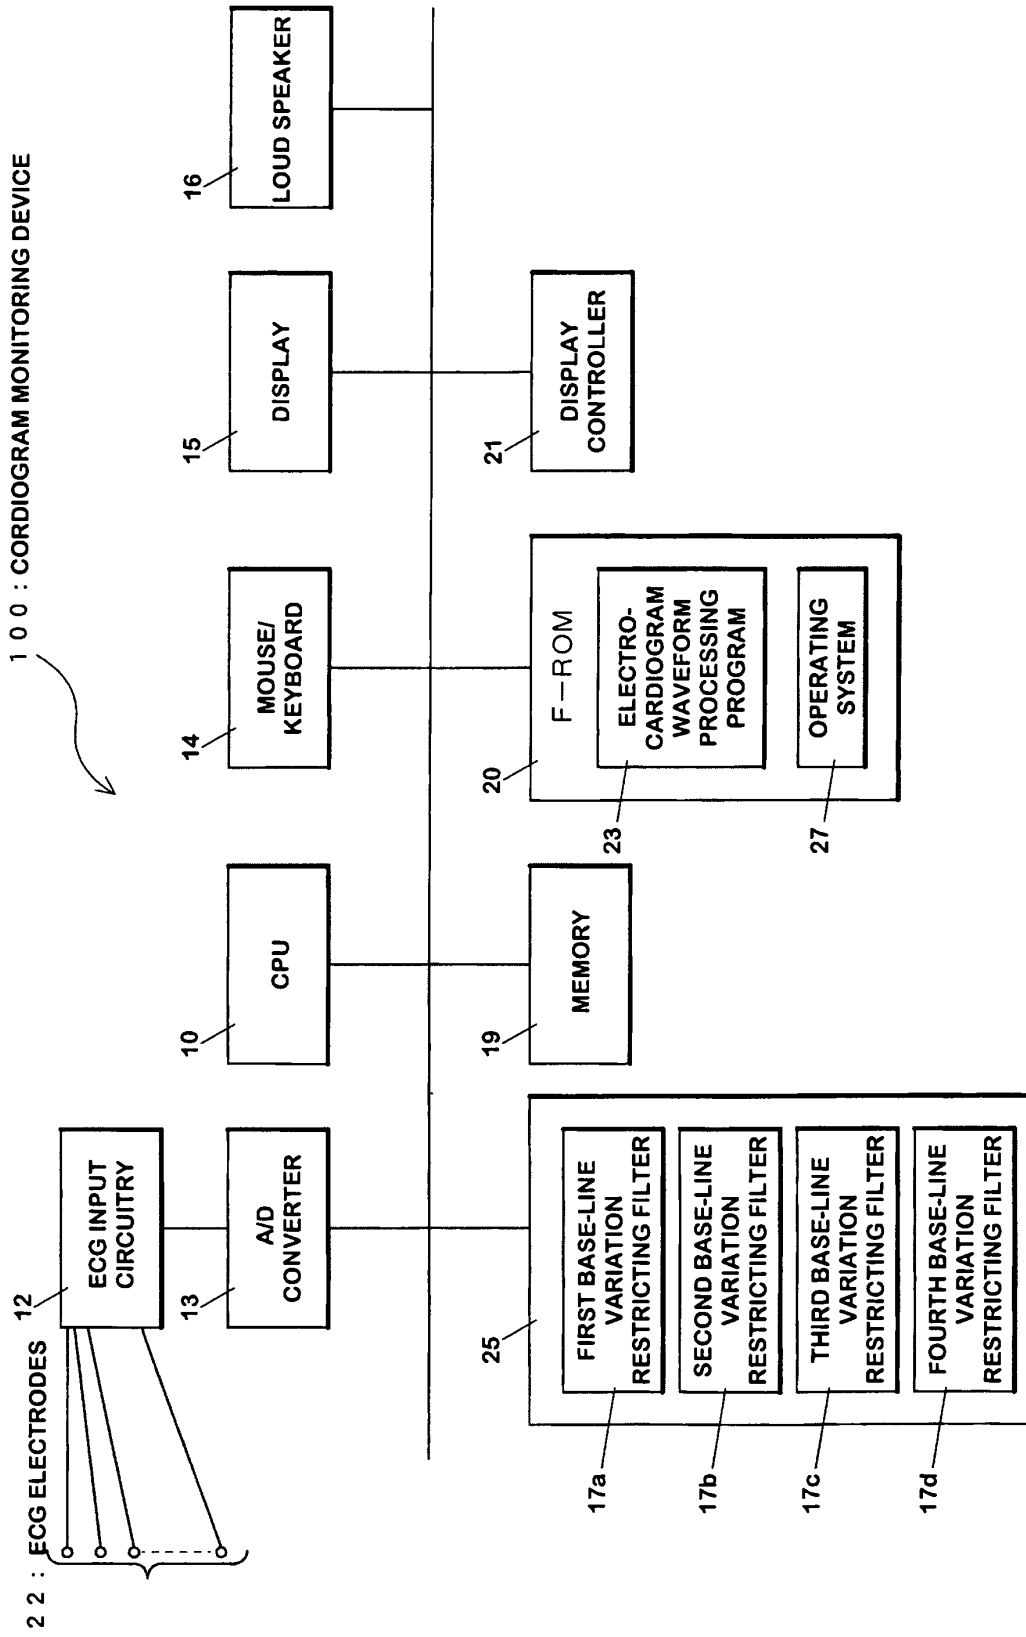 100 : CORDIOGRAM MONITORING DEVICE
22 : ECG ELECTRODES
12
ECG INPUT
CIRCUITRY
13
A/D
CONVERTER
10
CPU
14
MOUSE/
KEYBOARD
15
DISPLAY
16
LOUD SPEAKER
25
17a
FIRST BASE-LINE
VARIATION
RESTRICTING FILTER
17b
SECOND BASE-LINE
VARIATION
RESTRICTING FILTER
17c
THIRD BASE-LINE
VARIATION
RESTRICTING FILTER
17d
FOURTH BASE-LINE
VARIATION
RESTRICTING FILTER
19
MEMORY
20
F-ROM
23
ELECTRO-
CARDIOGRAM
WAVEFORM
PROCESSING
PROGRAM
27
OPERATING
SYSTEM
21
DISPLAY
CONTROLLER